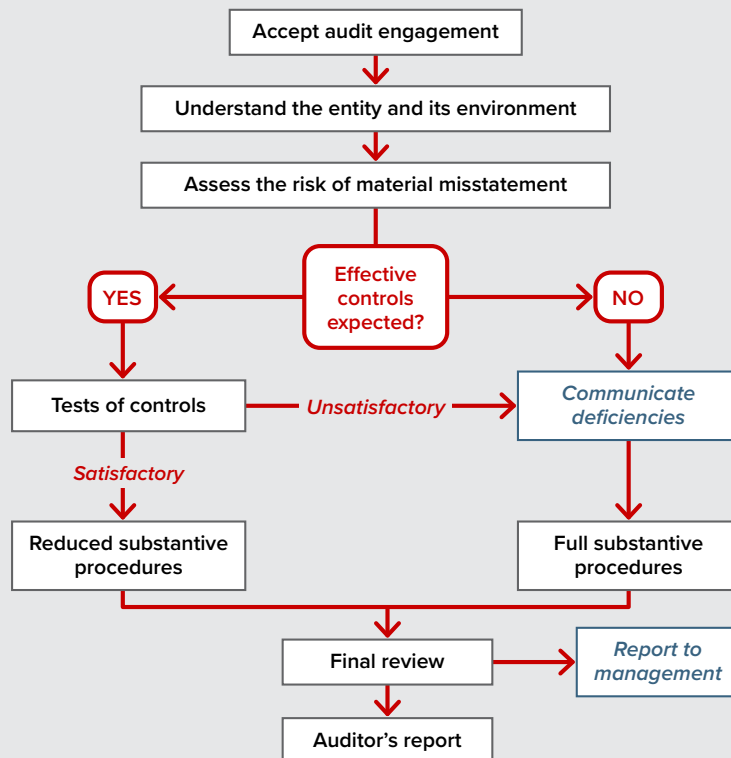 Accept audit engagement
Understand the entity and its environment
Assess the risk of material misstatement
Effective
controls
expected?
YES
NO
Tests of controls
Unsatisfactory
Communicate
deficiencies
Satisfactory
Reduced substantive
procedures
Full substantive
procedures
Final review
Report to
management
Auditor’s report